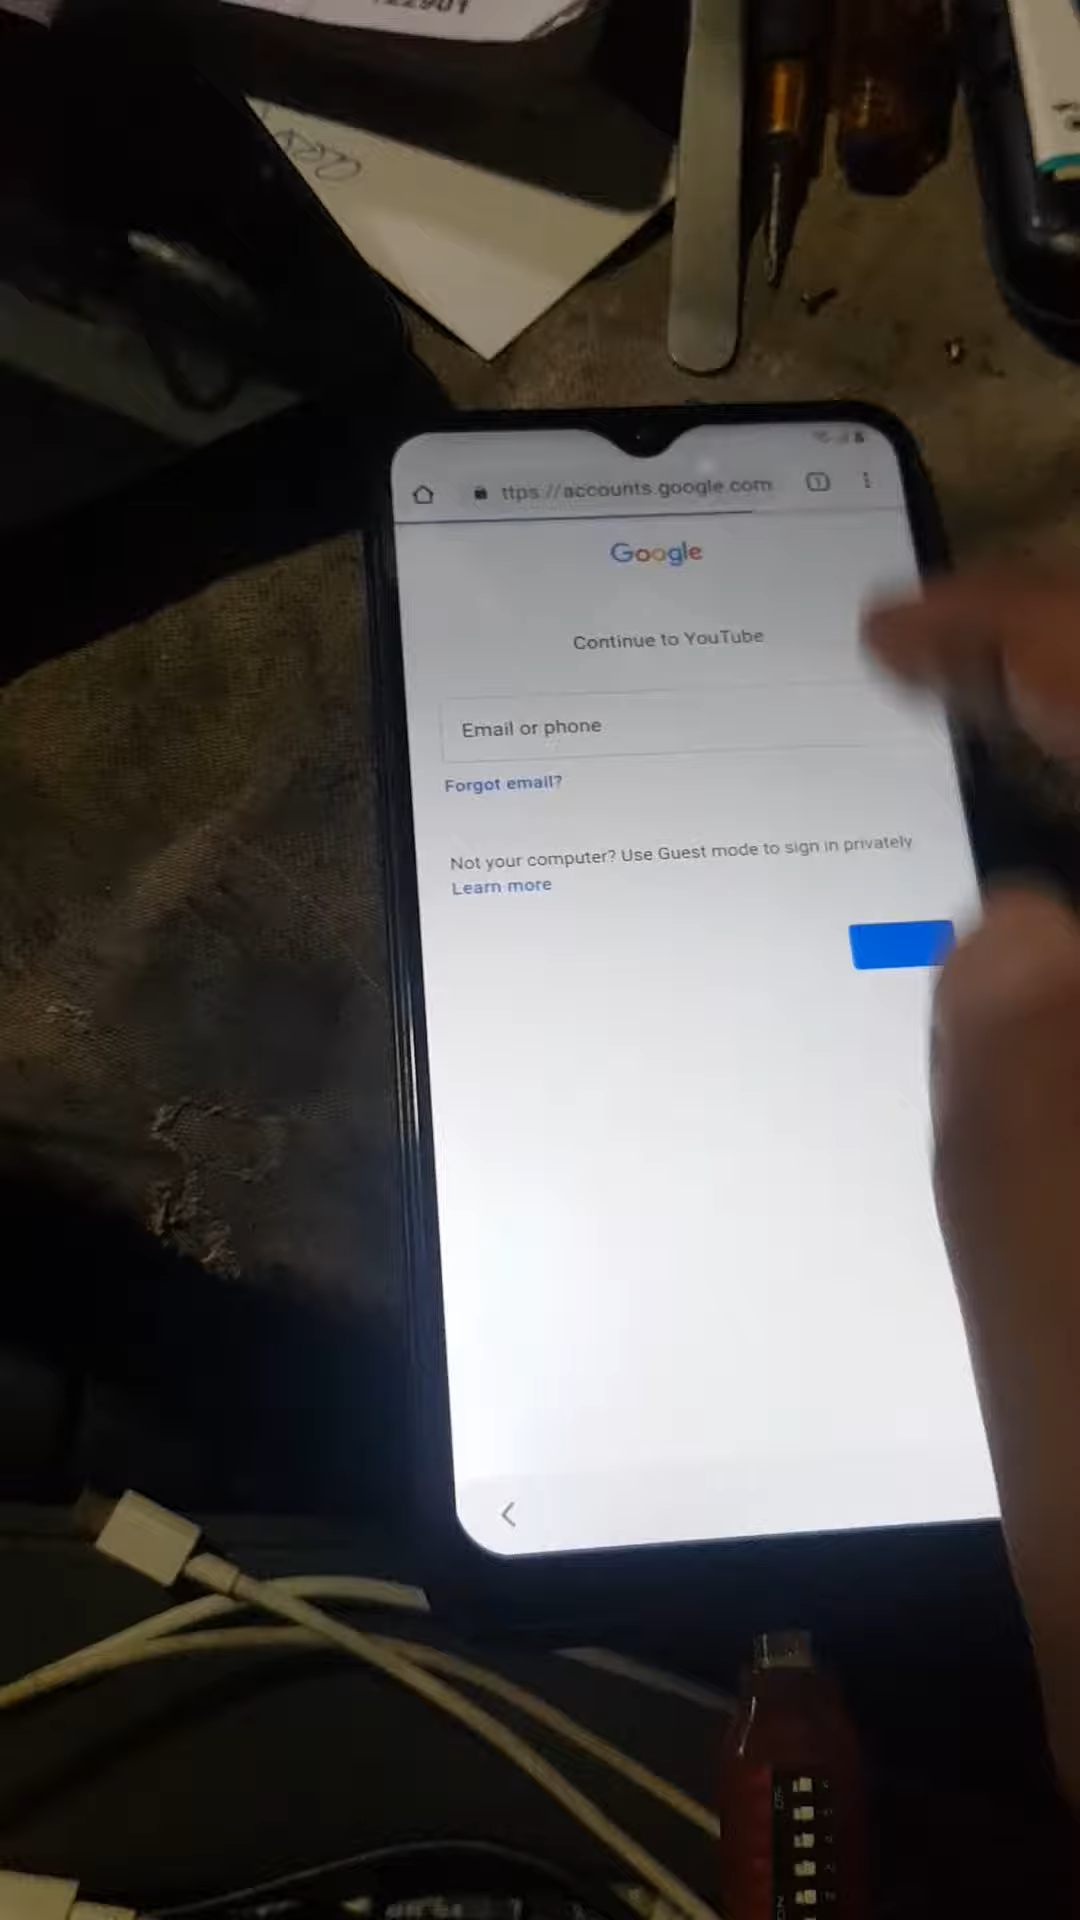 ttps://accounts.google.com
1
Google
Continue to YouTube
Email or phone
Forgot email?
Not your computer? Use Guest mode to sign in privately
Learn more